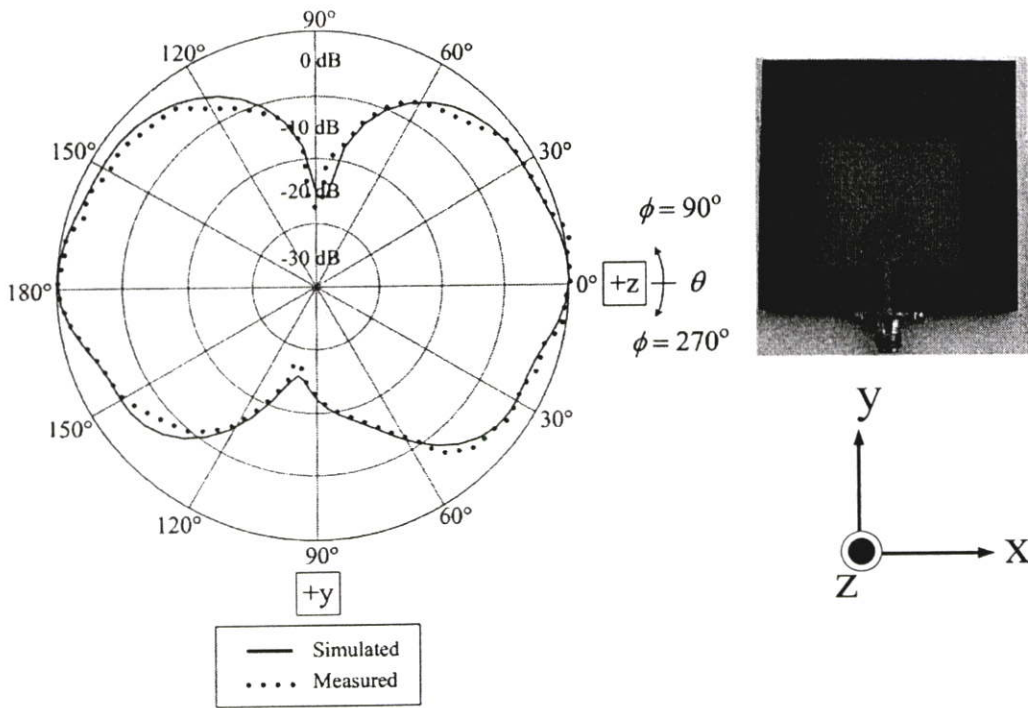 90°
120°
0 dB
60°
-10 dB
150°
30°
-20 dB
ϕ = 90°
-30 dB
180°
0°
+z
θ
ϕ = 270°
150°
30°
120°
60°
90°
+y
Simulated
Measured
y
x
z